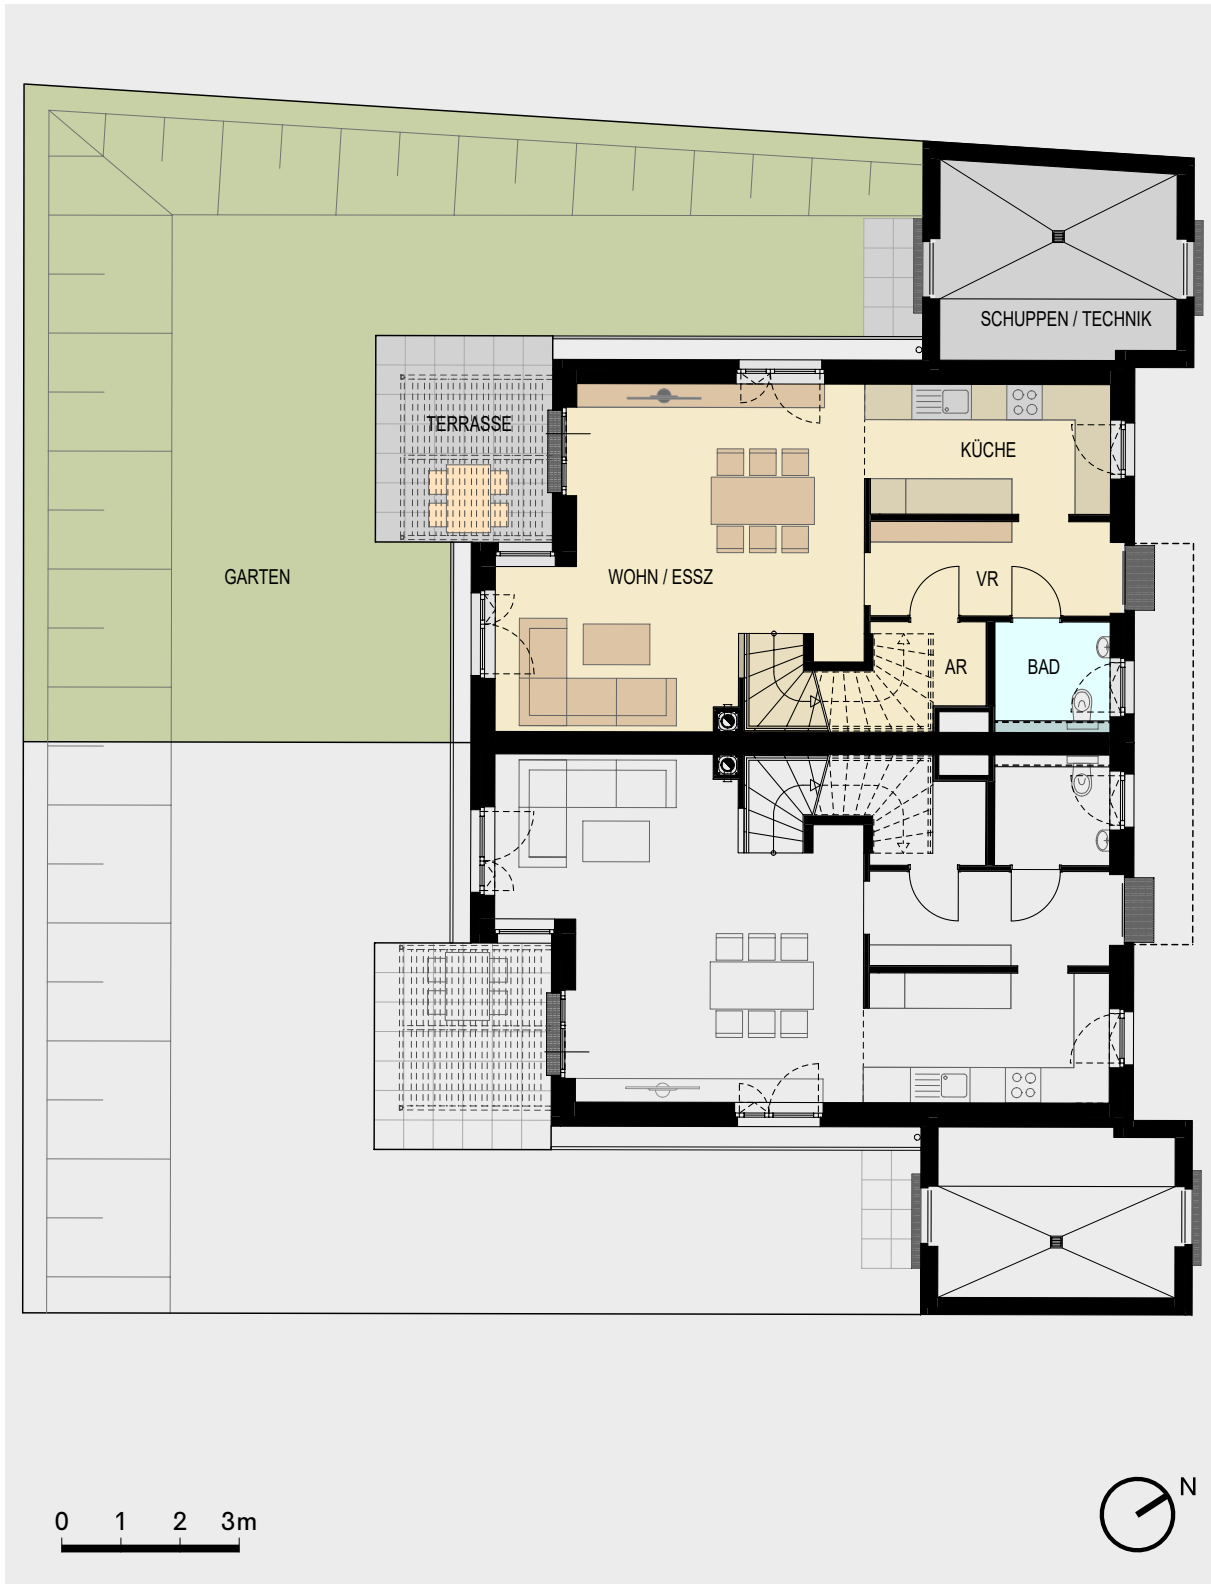 SCHUPPEN / TECHNIK
TERRASSE
KÜCHE
GARTEN
WOHN / ESSZ
VR
AR
BAD
N
0 1 2 3m